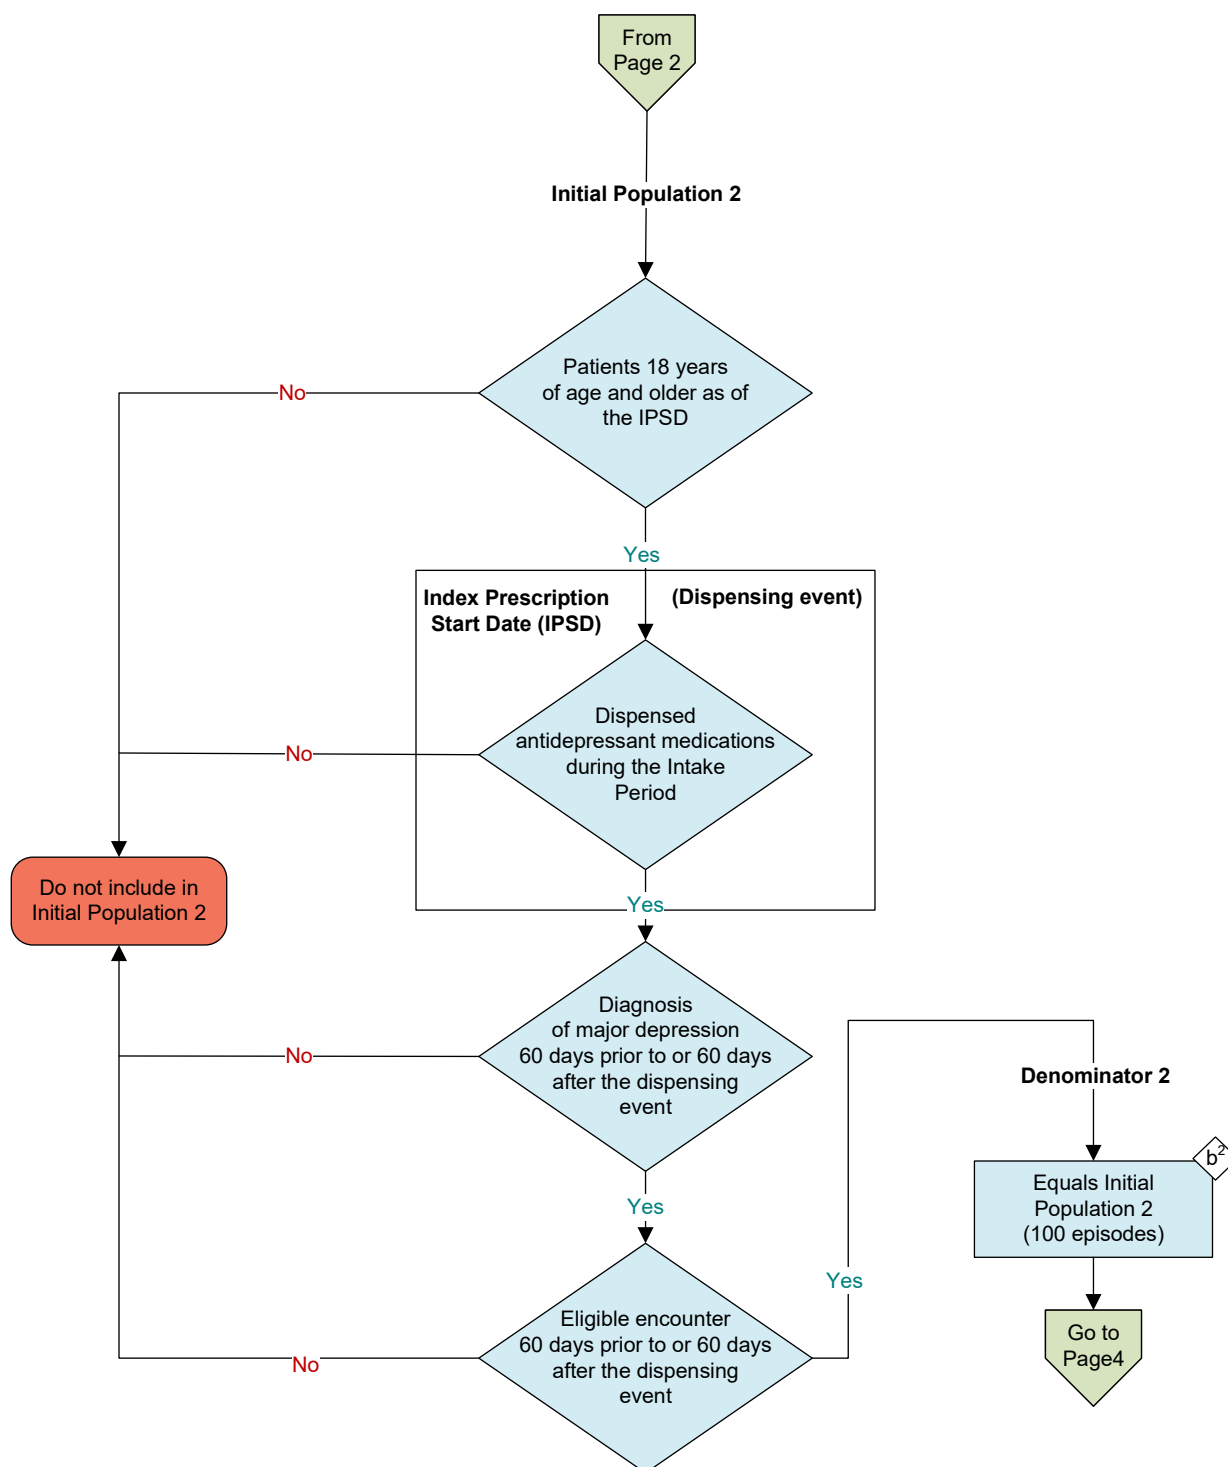 From
Page 2
Initial Population 2
Patients 18 years
of age and older as of
the IPSD
No
Yes
Index Prescription
Start Date (IPSD)
(Dispensing event)
Dispensed
antidepressant medications
during the Intake
Period
No
Yes
Do not include in
Initial Population 2
Diagnosis
of major depression
60 days prior to or 60 days
after the dispensing
event
No
Yes
Denominator 2
b²
Equals Initial
Population 2
(100 episodes)
Yes
Eligible encounter
60 days prior to or 60 days
after the dispensing
event
No
Go to
Page4